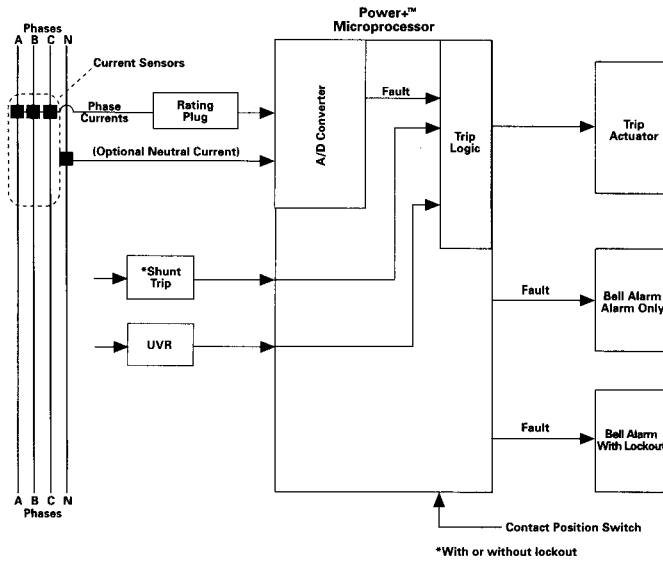 Power+™
Microprocessor
Phases
A B C N
Current Sensors
Phase
Currents
Rating
Plug
A/D Converter
Fault
Trip
Logic
Trip
Actuator
(Optional Neutral Current)
*Shunt
Trip
Fault
Bell Alarm
Alarm Only
UVR
Fault
Bell Alarm
With Lockout
A B C N
Phases
Contact Position Switch
*With or without lockout